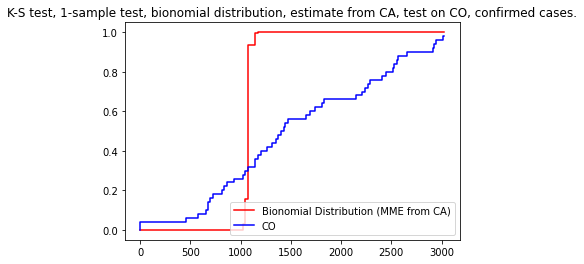 K-S test, 1-sample test, bionomial distribution, estimate from CA, test on CO, confirmed cases.
1.0
0.8
0.6
0.4
0.2
0.0
Bionomial Distribution (MME from CA)
CO
0 500 1000 1500 2000 2500 3000